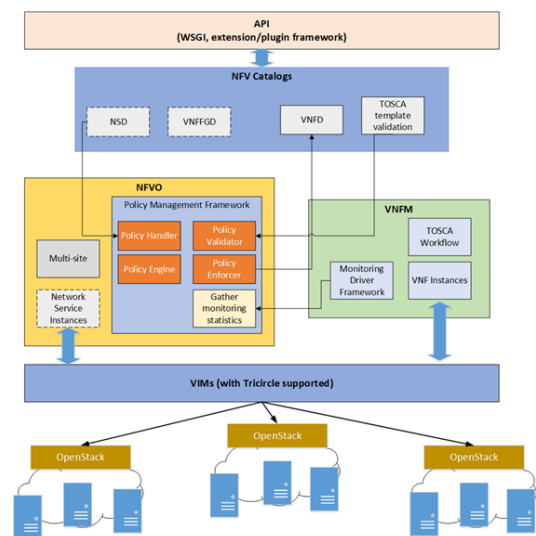 API
(WSGI, extension/plugin framework)
NFV Catalogs
NSD
VNFFGD
VNFD
TOSCA
template
validation
NFVO
Policy Management Framework
Policy Handler
Policy
Validator
Policy Engine
Policy
Enforcer
Gather
monitoring
statistics
Multi-site
Network
Service
Instances
VNFM
TOSCA
Workflow
Monitoring
Driver
Framework
VNF Instances
VIMs (with Tricircle supported)
OpenStack
OpenStack
OpenStack